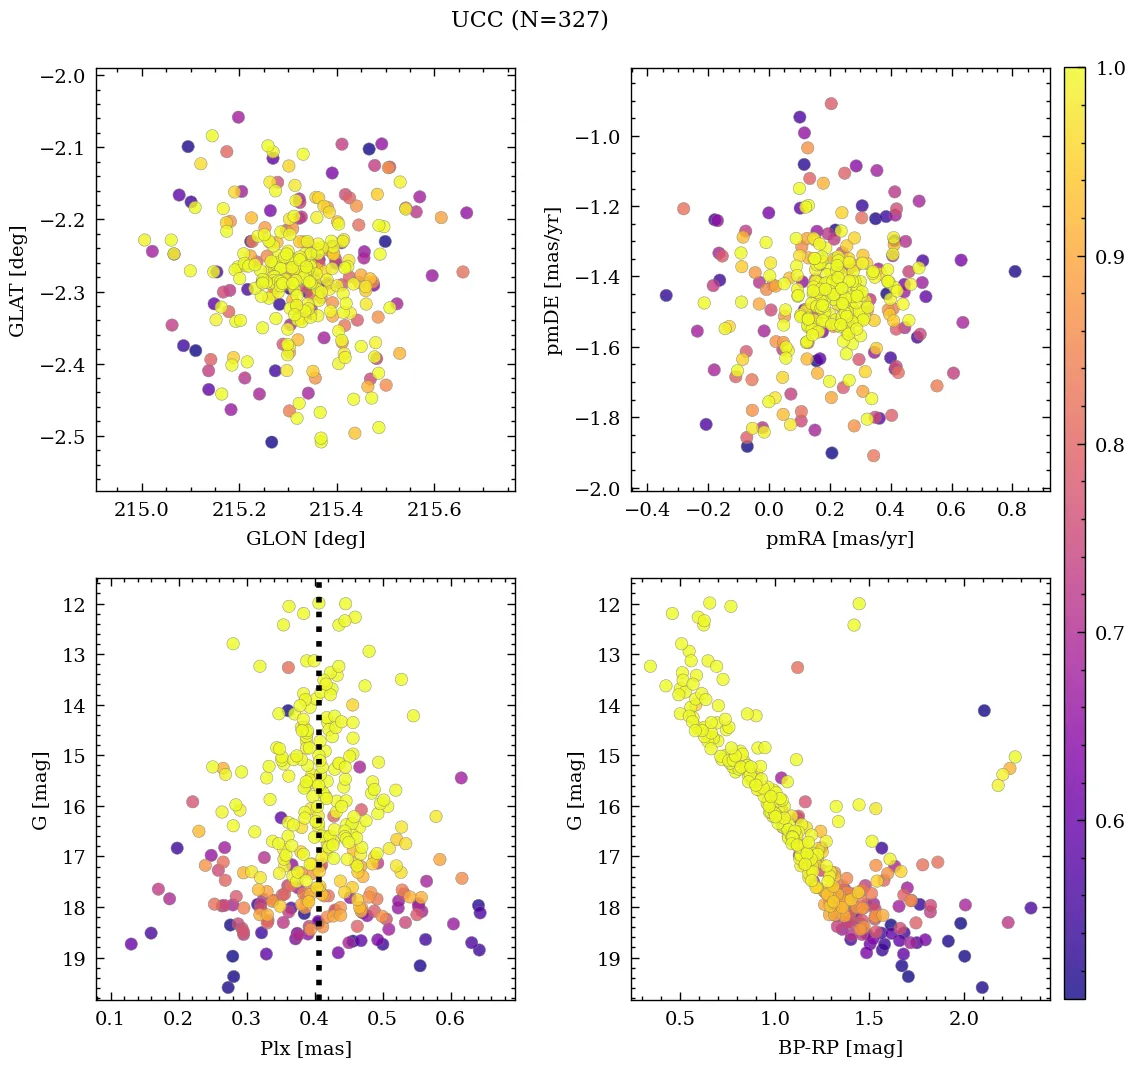 UCC (N=327)
−2.0
−2.1
−2.2
−2.3
−2.4
−2.5
GLAT [deg]
215.0 215.2 215.4 215.6
GLON [deg]
−1.0
−1.2
−1.4
−1.6
−1.8
−2.0
pmDE [mas/yr]
−0.4 −0.2 0.0 0.2 0.4 0.6 0.8
pmRA [mas/yr]
1.0
0.9
0.8
0.7
0.6
12
13
14
15
16
17
18
19
G [mag]
0.1 0.2 0.3 0.4 0.5 0.6
Plx [mas]
12
13
14
15
16
17
18
19
G [mag]
0.5 1.0 1.5 2.0
BP-RP [mag]